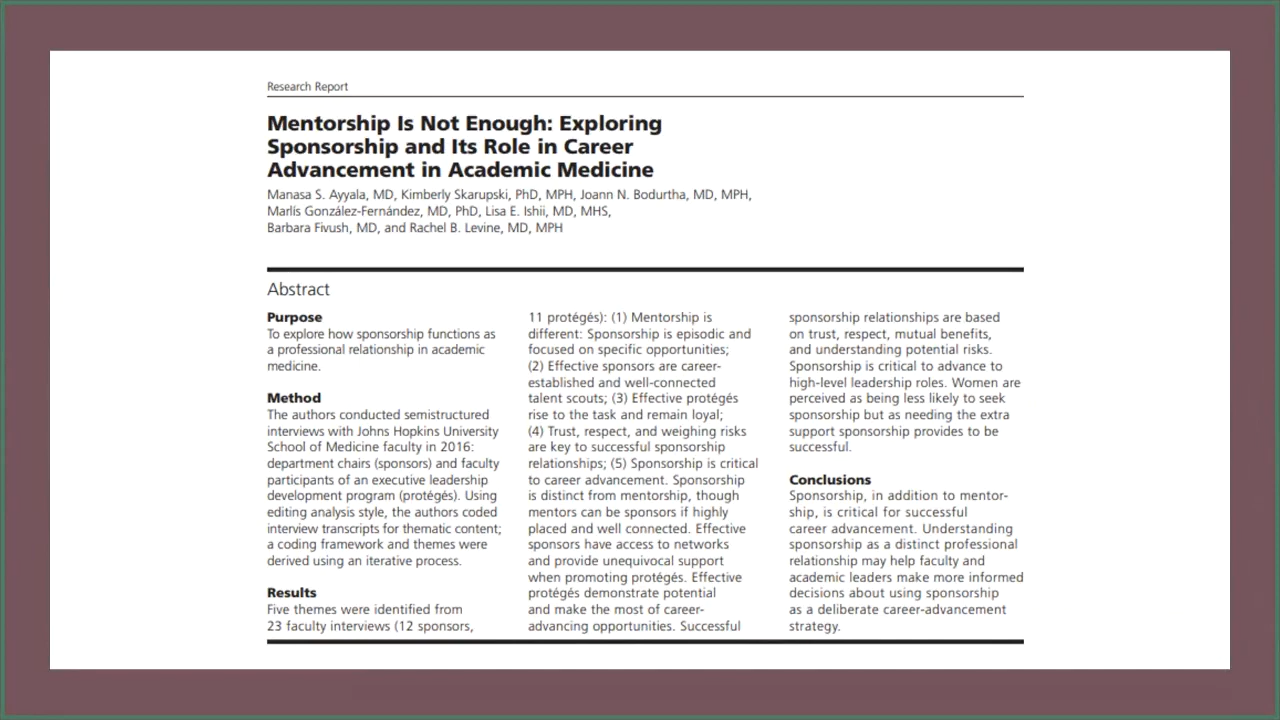 Research Report
Mentorship Is Not Enough: Exploring
Sponsorship and Its Role in Career
Advancement in Academic Medicine
Manasa S. Ayyala, MD, Kimberly Skarupski, PhD, MPH, Joann N. Bodurtha, MD, MPH,
Marlís González-Fernández, MD, PhD, Lisa E. Ishii, MD, MHS,
Barbara Fivush, MD, and Rachel B. Levine, MD, MPH
Abstract
Purpose
To explore how sponsorship functions as
a professional relationship in academic
medicine.
Method
The authors conducted semistructured
interviews with Johns Hopkins University
School of Medicine faculty in 2016:
department chairs (sponsors) and faculty
participants of an executive leadership
development program (protégés). Using
editing analysis style, the authors coded
interview transcripts for thematic content;
a coding framework and themes were
derived using an iterative process.
Results
Five themes were identified from
23 faculty interviews (12 sponsors,
11 protégés): (1) Mentorship is
different: Sponsorship is episodic and
focused on specific opportunities;
(2) Effective sponsors are career-
established and well-connected
talent scouts; (3) Effective protégés
rise to the task and remain loyal;
(4) Trust, respect, and weighing risks
are key to successful sponsorship
relationships; (5) Sponsorship is critical
to career advancement. Sponsorship
is distinct from mentorship, though
mentors can be sponsors if highly
placed and well connected. Effective
sponsors have access to networks
and provide unequivocal support
when promoting protégés. Effective
protégés demonstrate potential
and make the most of career-
advancing opportunities. Successful
sponsorship relationships are based
on trust, respect, mutual benefits,
and understanding potential risks.
Sponsorship is critical to advance to
high-level leadership roles. Women are
perceived as being less likely to seek
sponsorship but as needing the extra
support sponsorship provides to be
successful.
Conclusions
Sponsorship, in addition to mentor-
ship, is critical for successful
career advancement. Understanding
sponsorship as a distinct professional
relationship may help faculty and
academic leaders make more informed
decisions about using sponsorship
as a deliberate career-advancement
strategy.